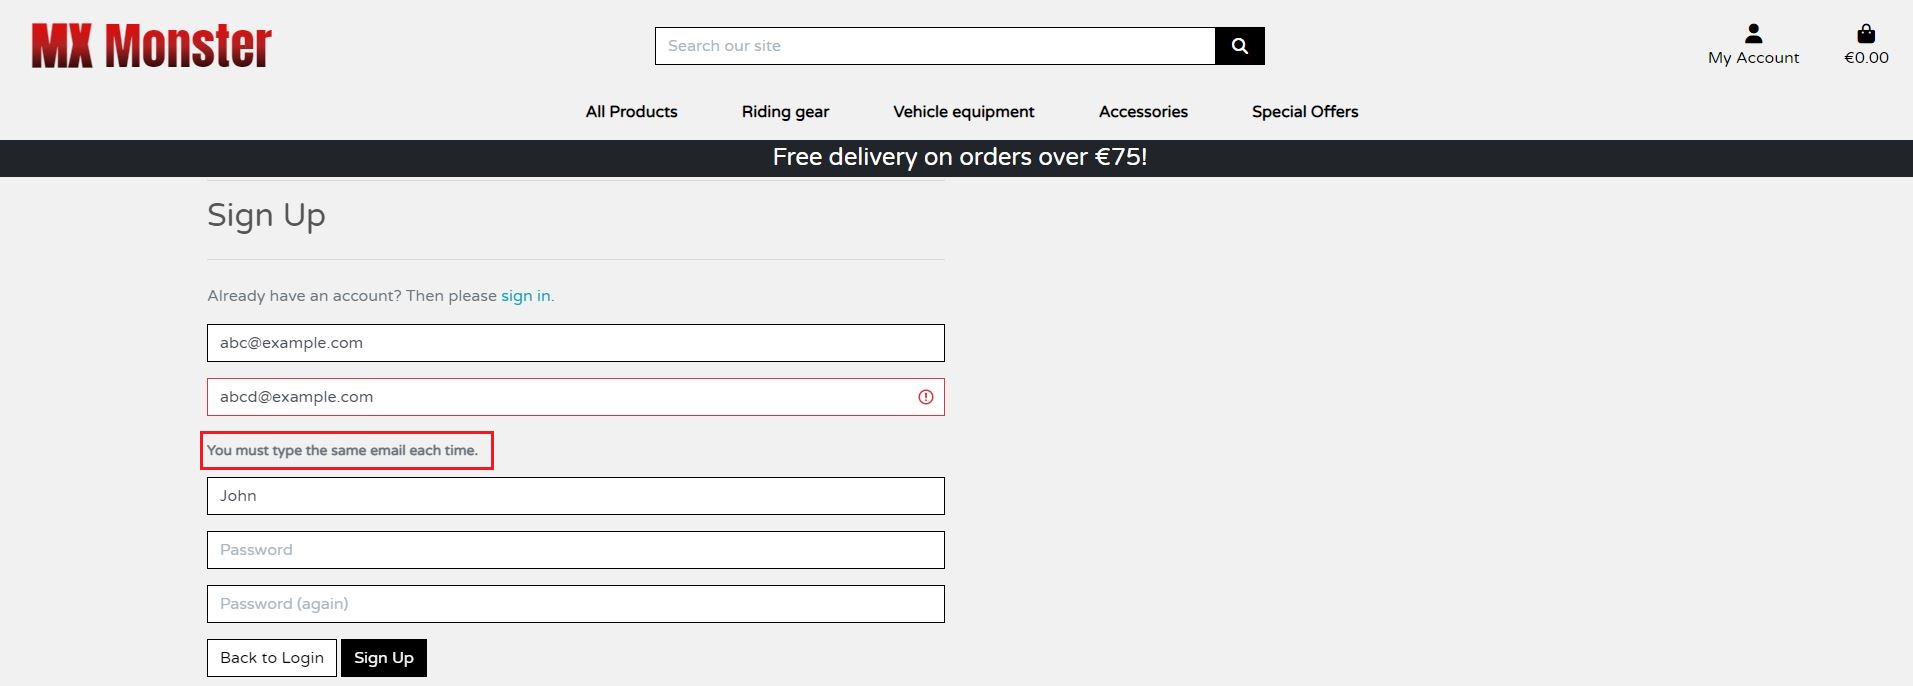 MX Monster
Search our site
My Account
€0.00
All Products
Riding gear
Vehicle equipment
Accessories
Special Offers
Free delivery on orders over €75!
Sign Up
Already have an account? Then please sign in.
abc@example.com
abcd@example.com
You must type the same email each time.
John
Password
Password (again)
Back to Login
Sign Up